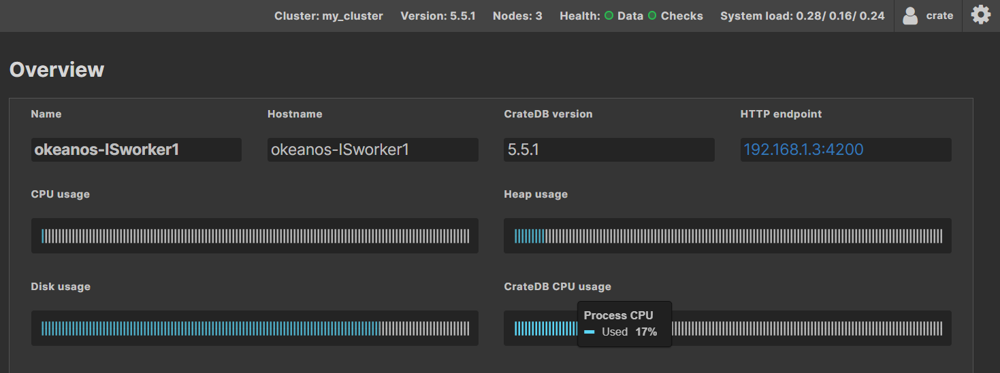 Cluster: my_cluster Version: 5.5.1 Nodes: 3 Health: Data Checks System load: 0.28/ 0.16/ 0.24 crate
Overview
Name Hostname CrateDB version HTTP endpoint
okeanos-ISworker1 okeanos-ISworker1 5.5.1 192.168.1.3:4200
CPU usage Heap usage
Disk usage CrateDB CPU usage
Process CPU
Used 17%